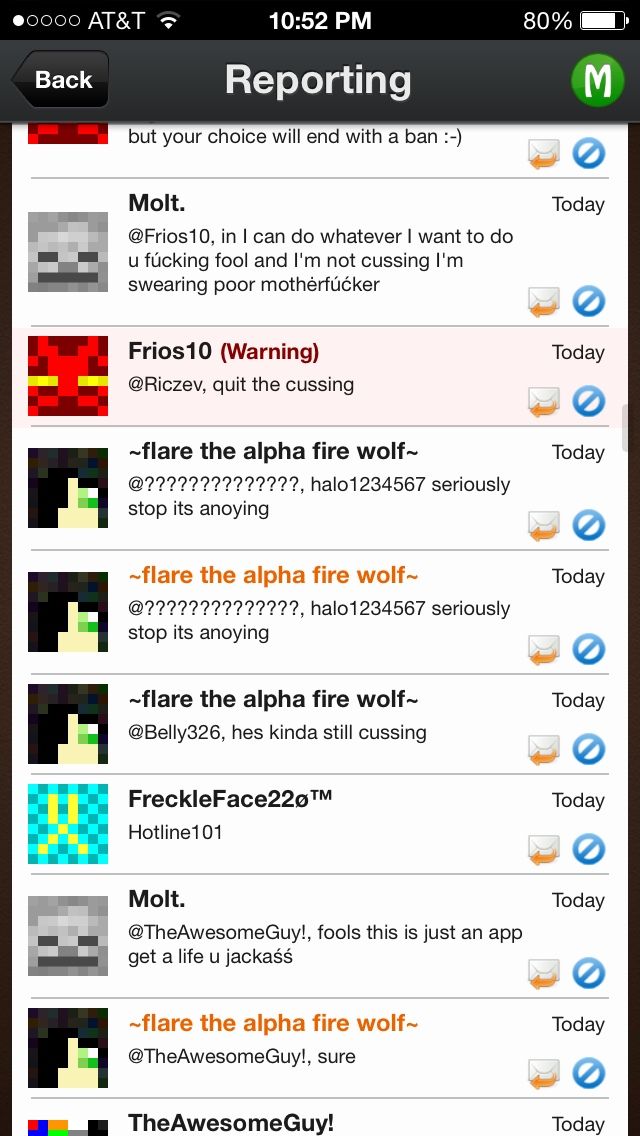 AT&T 10:52 PM 80%
Back Reporting M
but your choice will end with a ban :-)
Molt. Today
@Frios10, in I can do whatever I want to do
u fúcking fool and I'm not cussing I'm
swearing poor mothėrfúćker
Frios10 (Warning) Today
@Riczev, quit the cussing
~flare the alpha fire wolf~ Today
@??????????????, halo1234567 seriously
stop its anoying
~flare the alpha fire wolf~ Today
@??????????????, halo1234567 seriously
stop its anoying
~flare the alpha fire wolf~ Today
@Belly326, hes kinda still cussing
FreckleFace22ø™ Today
Hotline101
Molt. Today
@TheAwesomeGuy!, fools this is just an app
get a life u jackaśś
~flare the alpha fire wolf~ Today
@TheAwesomeGuy!, sure
TheAwesomeGuy! Today